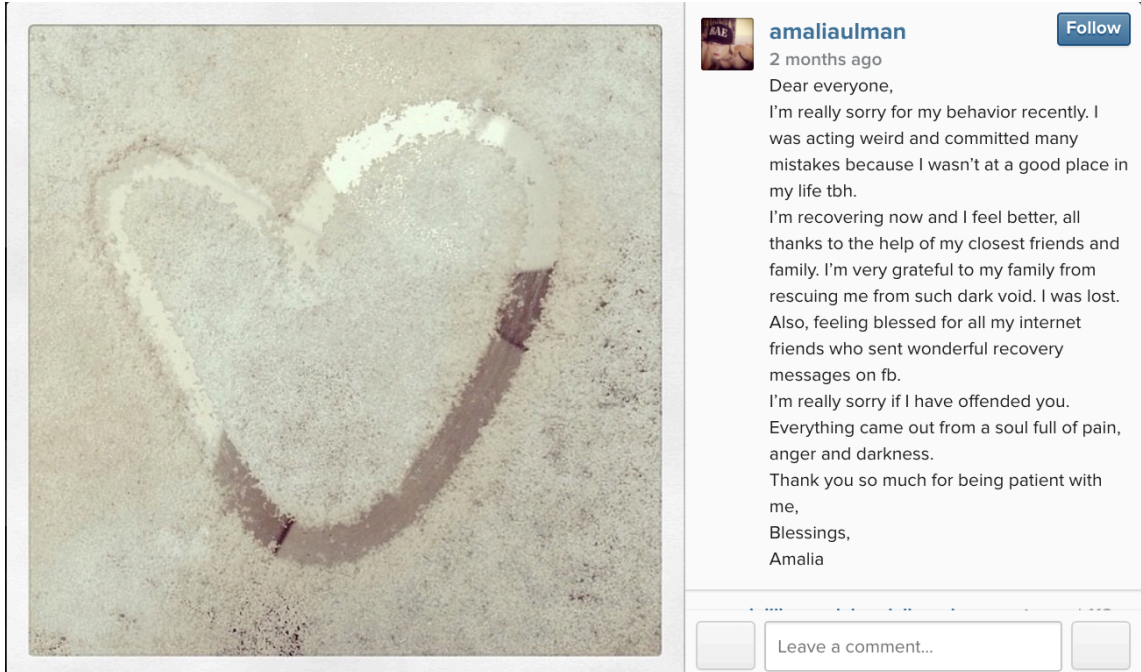 BAE
amaliaulman
Follow
2 months ago
Dear everyone,
I'm really sorry for my behavior recently. I
was acting weird and committed many
mistakes because I wasn't at a good place in
my life tbh.
I'm recovering now and I feel better, all
thanks to the help of my closest friends and
family. I'm very grateful to my family from
rescuing me from such dark void. I was lost.
Also, feeling blessed for all my internet
friends who sent wonderful recovery
messages on fb.
I'm really sorry if I have offended you.
Everything came out from a soul full of pain,
anger and darkness.
Thank you so much for being patient with
me,
Blessings,
Amalia
Leave a comment...